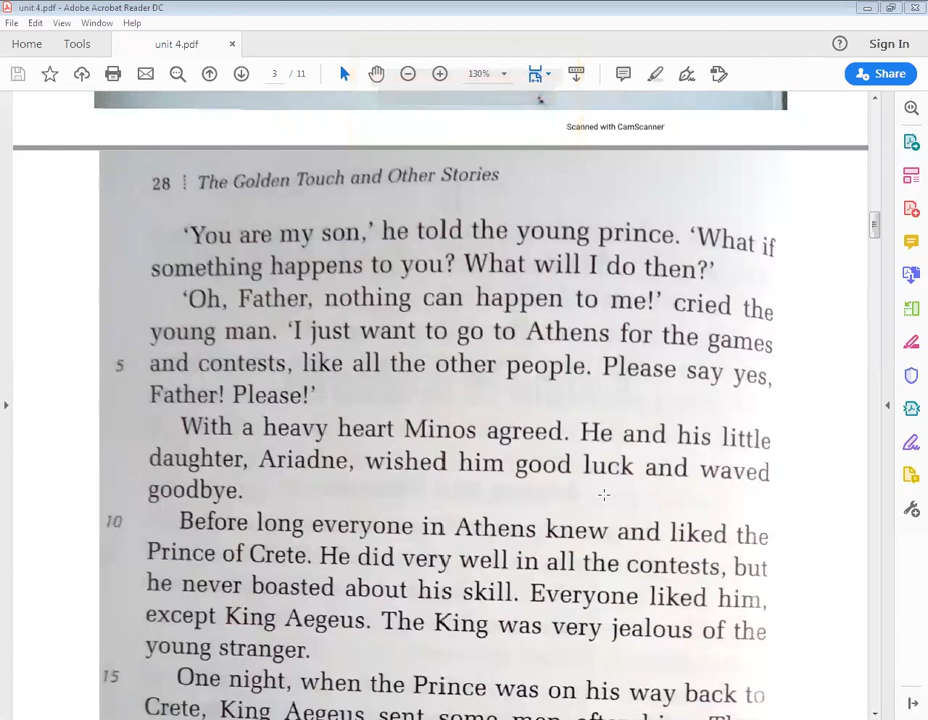 unit 4.pdf - Adobe Acrobat Reader DC
File Edit View Window Help
Home Tools unit 4.pdf × Sign In
3 / 11 130% Share
Scanned with CamScanner
28 The Golden Touch and Other Stories
‘You are my son,’ he told the young prince. ‘What if
something happens to you? What will I do then?’
‘Oh, Father, nothing can happen to me!’ cried the
young man. ‘I just want to go to Athens for the games
5 and contests, like all the other people. Please say yes,
Father! Please!’
With a heavy heart Minos agreed. He and his little
daughter, Ariadne, wished him good luck and waved
goodbye.
10 Before long everyone in Athens knew and liked the
Prince of Crete. He did very well in all the contests, but
he never boasted about his skill. Everyone liked him,
except King Aegeus. The King was very jealous of the
young stranger.
15 One night, when the Prince was on his way back to
Crete, King Aegeus sent some men after him.